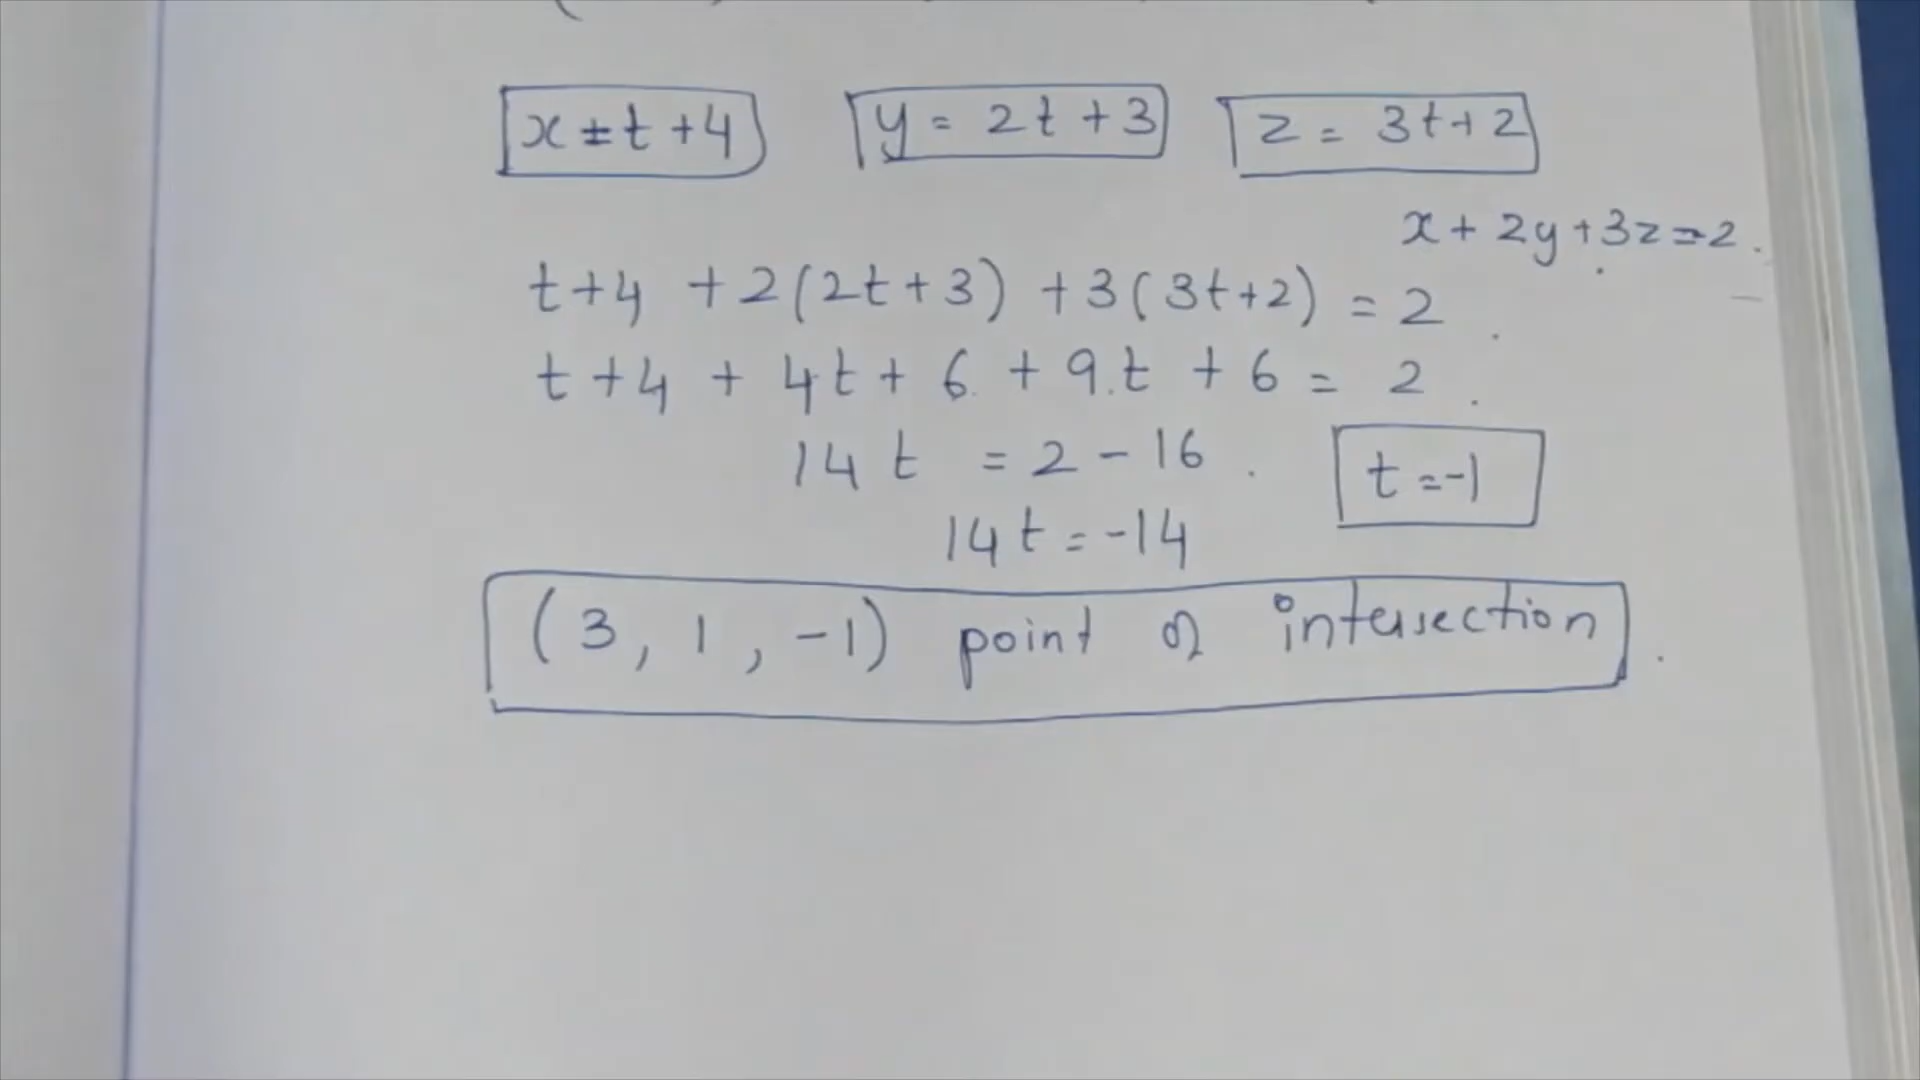 x = t + 4 y = 2t + 3 z = 3t + 2
x + 2y + 3z = 2.
t + 4 + 2(2t + 3) + 3(3t + 2) = 2
t + 4 + 4t + 6 + 9t + 6 = 2
14t = 2 - 16
t = -1
14t = -14
(3, 1, -1) point of intersection